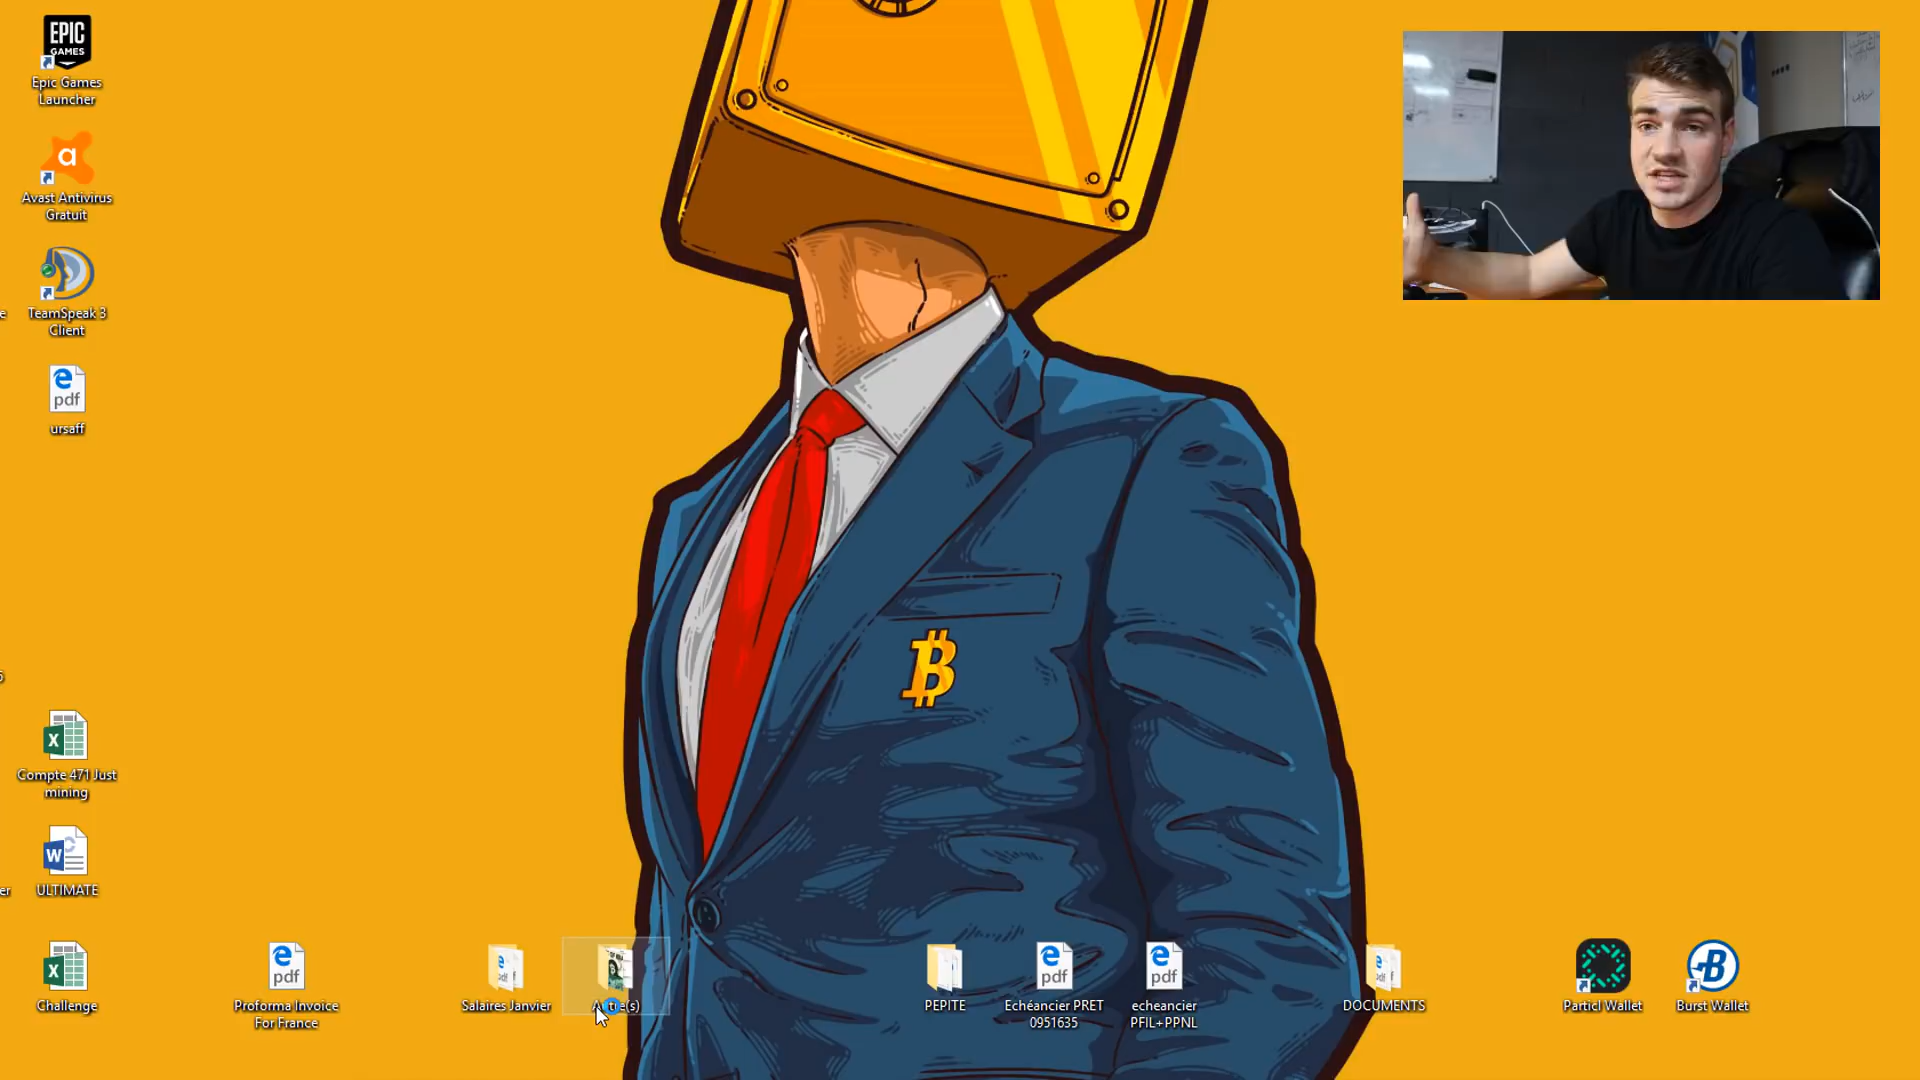 EPIC
GAMES
Epic Games
Launcher
a
Avast Antivirus
Gratuit
TeamSpeak 3
Client
e
pdf
ursaff
X
Compte 471 Just
mining
W
ULTIMATE
er
X
Challenge
pdf
Proforma Invoice
For France
Salaires Janvier
PEPITE
pdf
Echéancier PRET
0951635
pdf
echeancier
PFIL+PPNL
DOCUMENTS
Particl Wallet
Burst Wallet